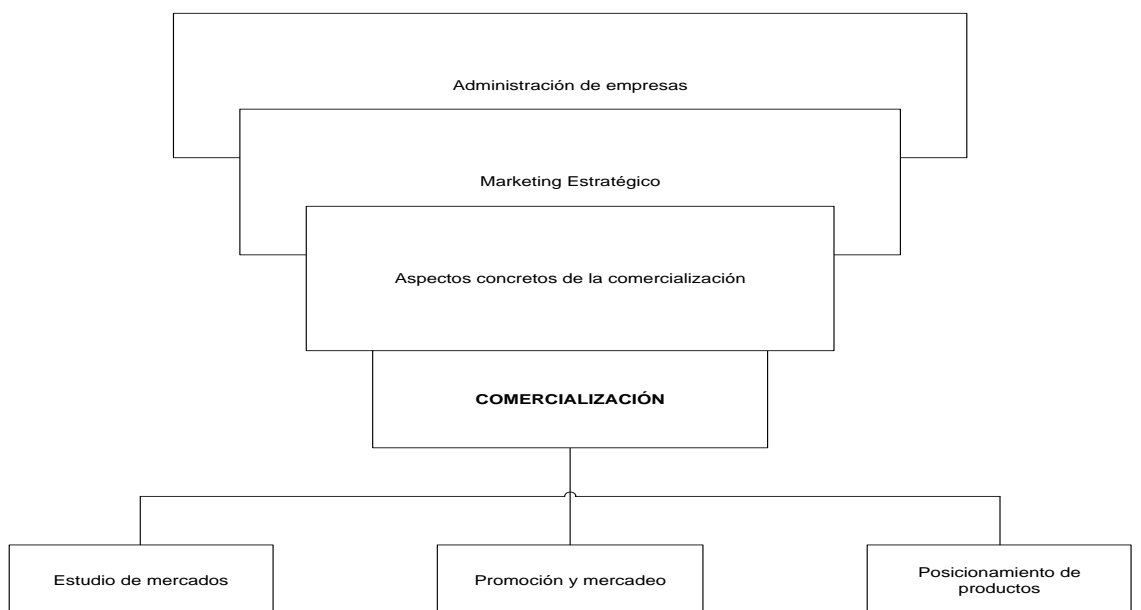 Administración de empresas
Marketing Estratégico
Aspectos concretos de la comercialización
COMERCIALIZACIÓN
Estudio de mercados
Promoción y mercadeo
Posicionamiento de
productos